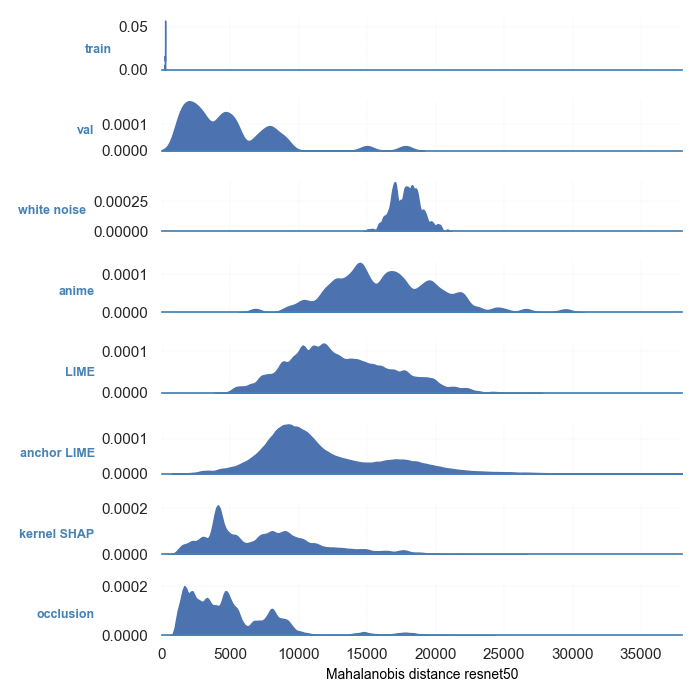 0.05
train
0.00
val
0.0001
0.0000
white noise
0.00025
0.00000
0.0001
anime
0.0000
0.0001
LIME
0.0000
0.0001
anchor LIME
0.0000
0.0002
kernel SHAP
0.0000
0.0002
occlusion
0.0000
0 5000 10000 15000 20000 25000 30000 35000
Mahalanobis distance resnet50